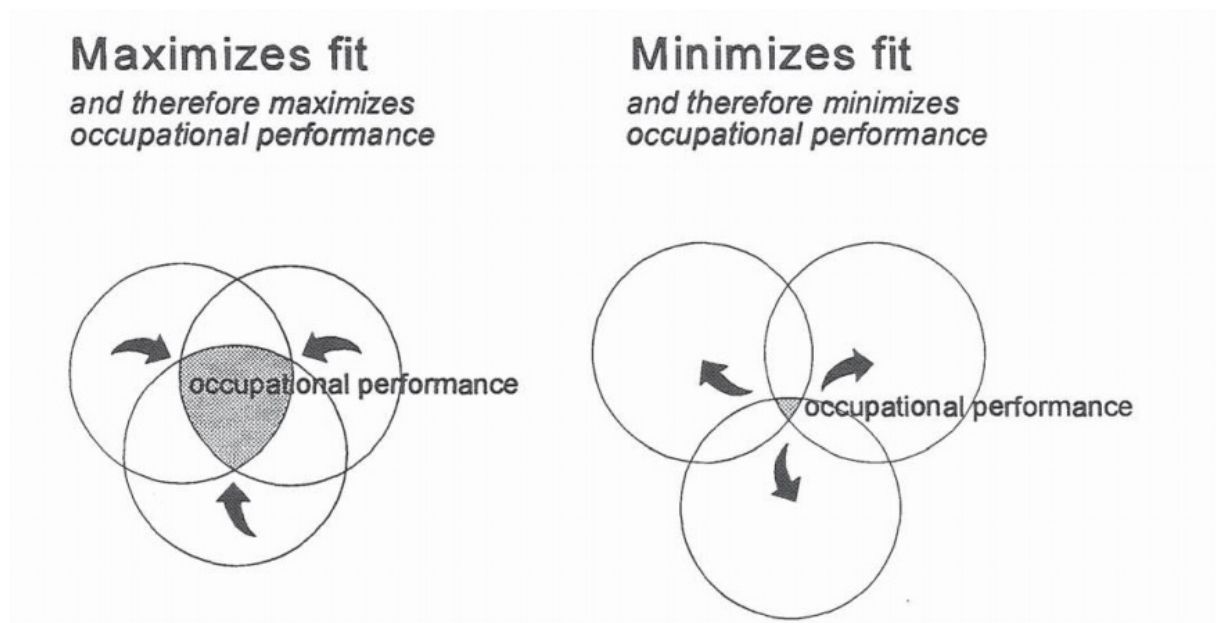 Maximizes fit
and therefore maximizes
occupational performance
occupational performance
Minimizes fit
and therefore minimizes
occupational performance
occupational performance